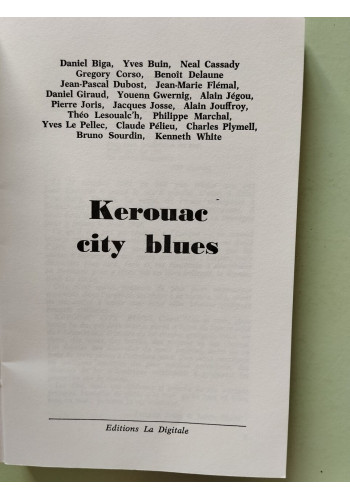 Daniel Biga, Yves Buin, Neal Cassady
Gregory Corso, Benoît Delaune
Jean-Pascal Dubost, Jean-Marie Flémal,
Daniel Giraud, Youenn Gwernig, Alain Jégou,
Pierre Joris, Jacques Josse, Alain Jouffroy,
Théo Lesoualc'h, Philippe Marchal,
Yves Le Pellec, Claude Pélieu, Charles Plymell,
Bruno Sourdin, Kenneth White
Kerouac
city blues
Editions La Digitale